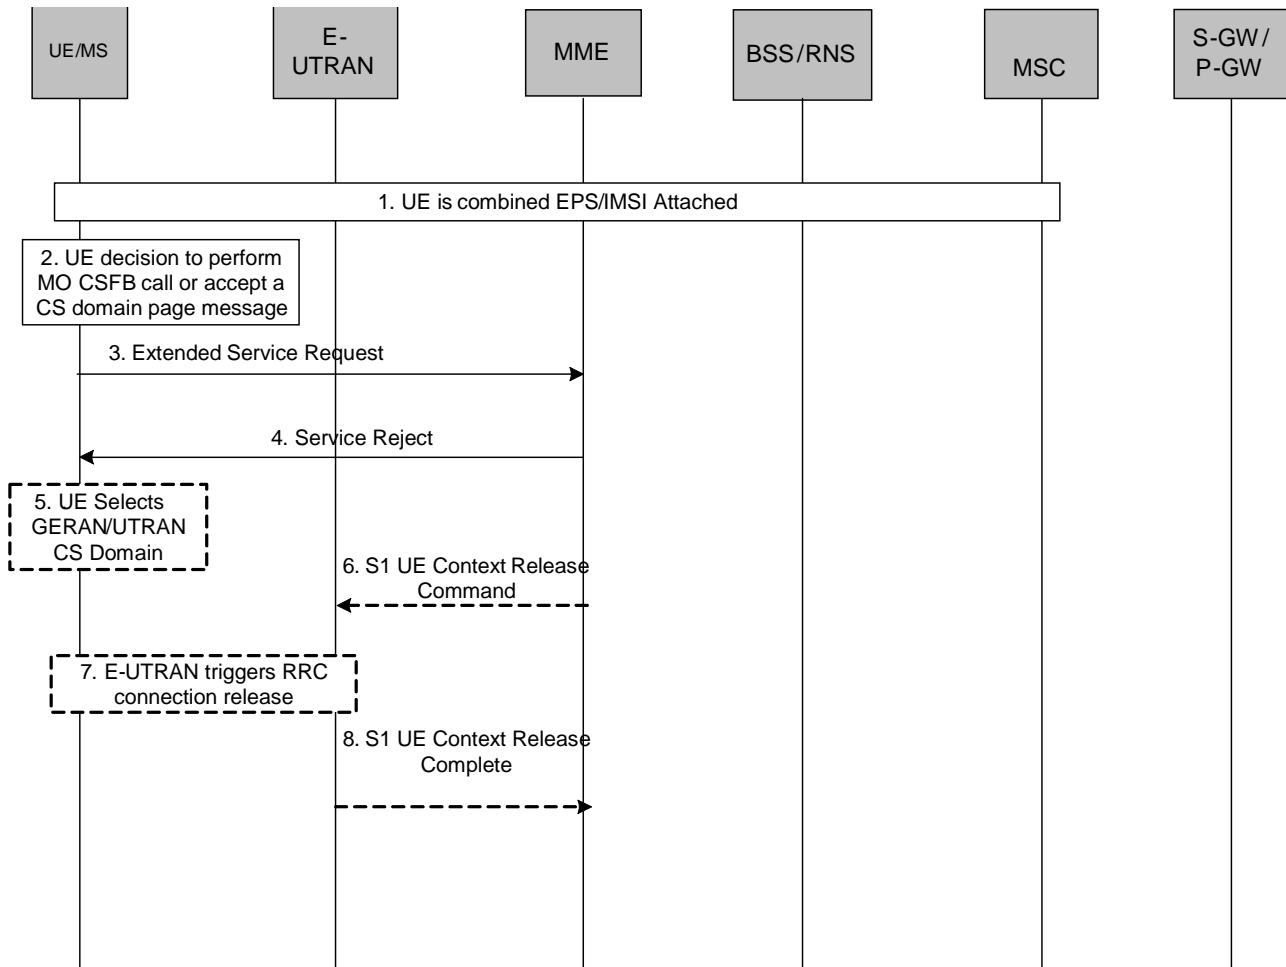 UE/MS
E-
UTRAN
MME
BSS/RNS
MSC
S-GW/
P-GW
1. UE is combined EPS/IMSI Attached
2. UE decision to perform
MO CSFB call or accept a
CS domain page message
3. Extended Service Request
4. Service Reject
5. UE Selects
GERAN/UTRAN
CS Domain
6. S1 UE Context Release
Command
7. E-UTRAN triggers RRC
connection release
8. S1 UE Context Release
Complete